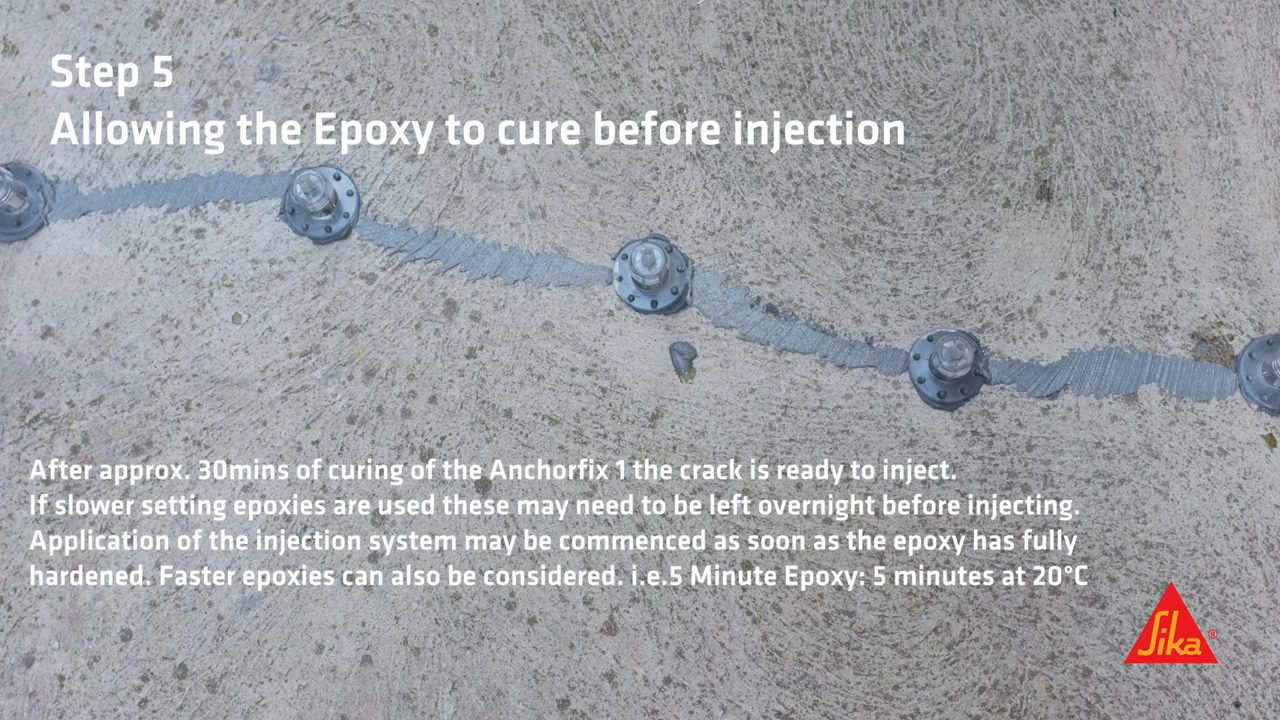 Step 5
Allowing the Epoxy to cure before injection
After approx. 30mins of curing of the Anchorfix 1 the crack is ready to inject.
If slower setting epoxies are used these may need to be left overnight before injecting.
Application of the injection system may be commenced as soon as the epoxy has fully
hardened. Faster epoxies can also be considered. i.e.5 Minute Epoxy: 5 minutes at 20°C
Sika®